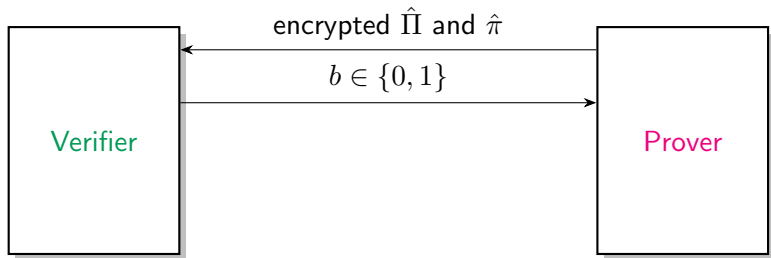 encrypted Π̂ and π̂
b ∈ {0, 1}
Verifier
Prover